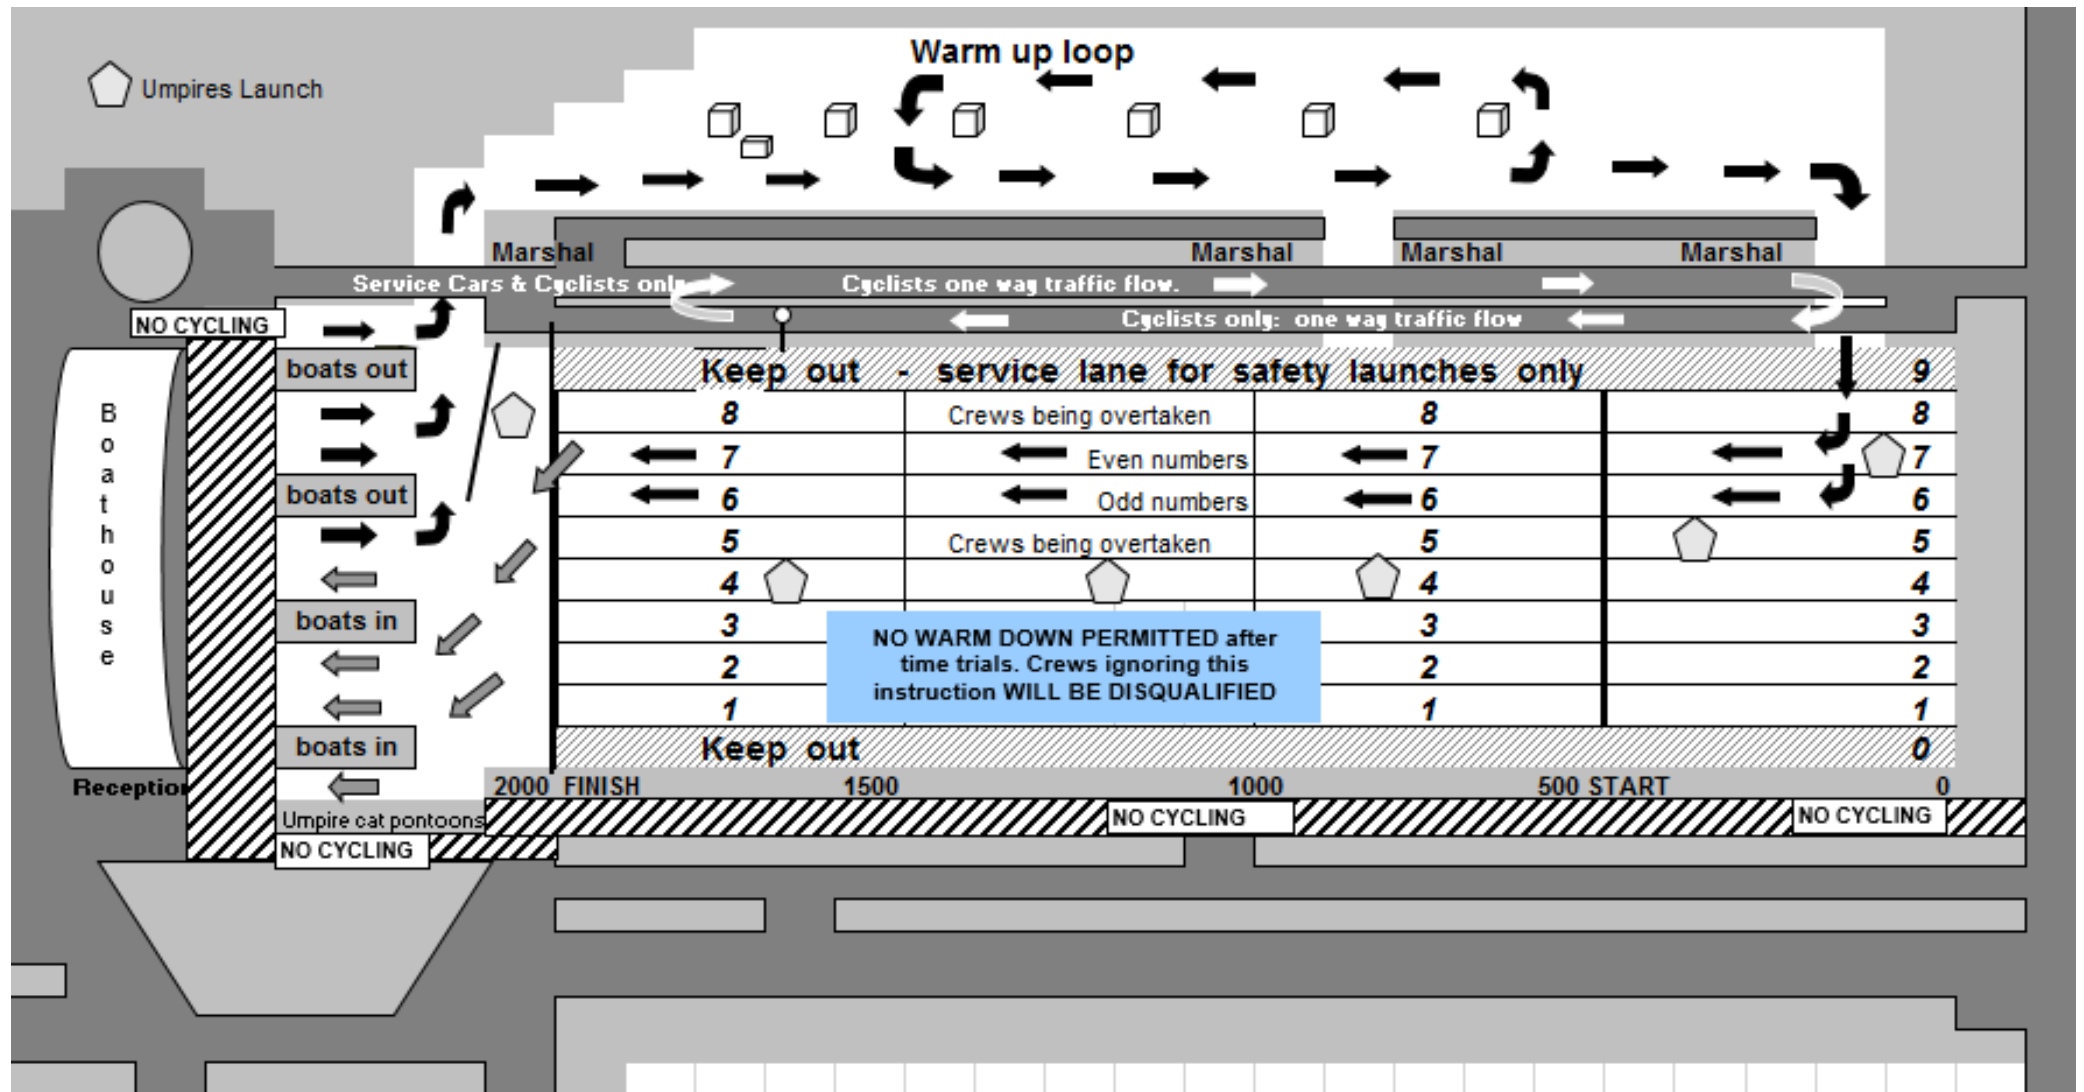 Warm up loop
Umpires Launch
Marshal
Marshal
Marshal
Marshal
Service Cars & Cyclists only
Cyclists one way traffic flow.
NO CYCLING
Cyclists only: one way traffic flow
boats out
Keep out - service lane for safety launches only
9
Boathouse
8
Crews being overtaken
8
8
7
Even numbers
7
7
boats out
6
Odd numbers
6
6
5
Crews being overtaken
5
5
4
4
4
boats in
3
NO WARM DOWN PERMITTED after
time trials. Crews ignoring this
instruction WILL BE DISQUALIFIED
3
3
2
2
2
1
1
1
boats in
Keep out
0
Reception
2000 FINISH
1500
1000
500 START
0
Umpire cat pontoons
NO CYCLING
NO CYCLING
NO CYCLING